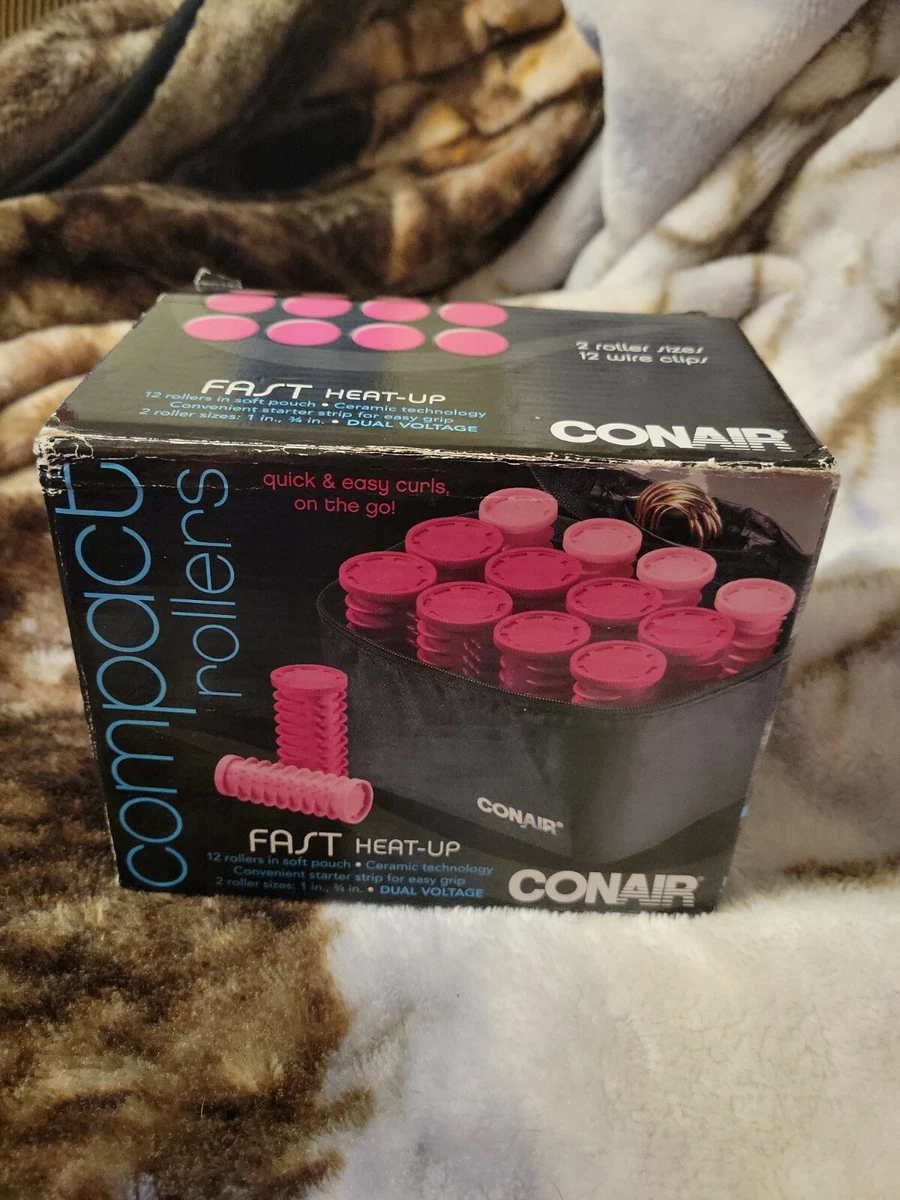 2 roller sizes
12 wire clips
FAST HEAT-UP
12 rollers in soft pouch • Ceramic technology
Convenient starter strip for easy grip
2 roller sizes: 1 in., ¾ in. • DUAL VOLTAGE
CONAIR®
compact
rollers
quick & easy curls,
on the go!
CONAIR®
FAST HEAT-UP
12 rollers in soft pouch • Ceramic technology
Convenient starter strip for easy grip
2 roller sizes: 1 in., ¾ in. • DUAL VOLTAGE
CONAIR®